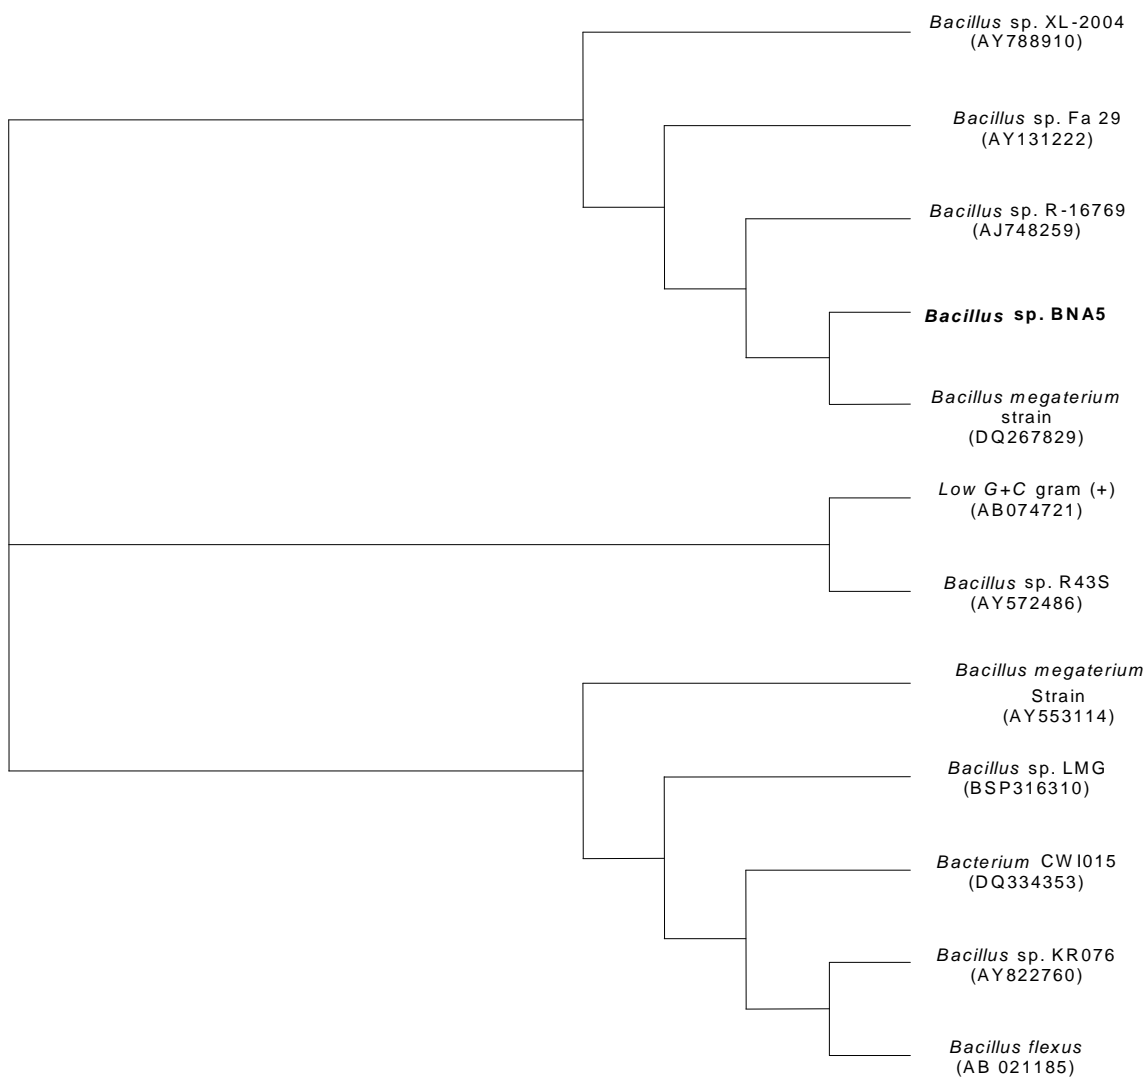 Bacillus sp. XL-2004
(AY788910)
Bacillus sp. Fa 29
(AY131222)
Bacillus sp. R-16769
(AJ748259)
Bacillus sp. BNA5
Bacillus megaterium
strain
(DQ267829)
Low G+C gram (+)
(AB074721)
Bacillus sp. R43S
(AY572486)
Bacillus megaterium
Strain
(AY553114)
Bacillus sp. LMG
(BSP316310)
Bacterium CWI015
(DQ334353)
Bacillus sp. KR076
(AY822760)
Bacillus flexus
(AB 021185)